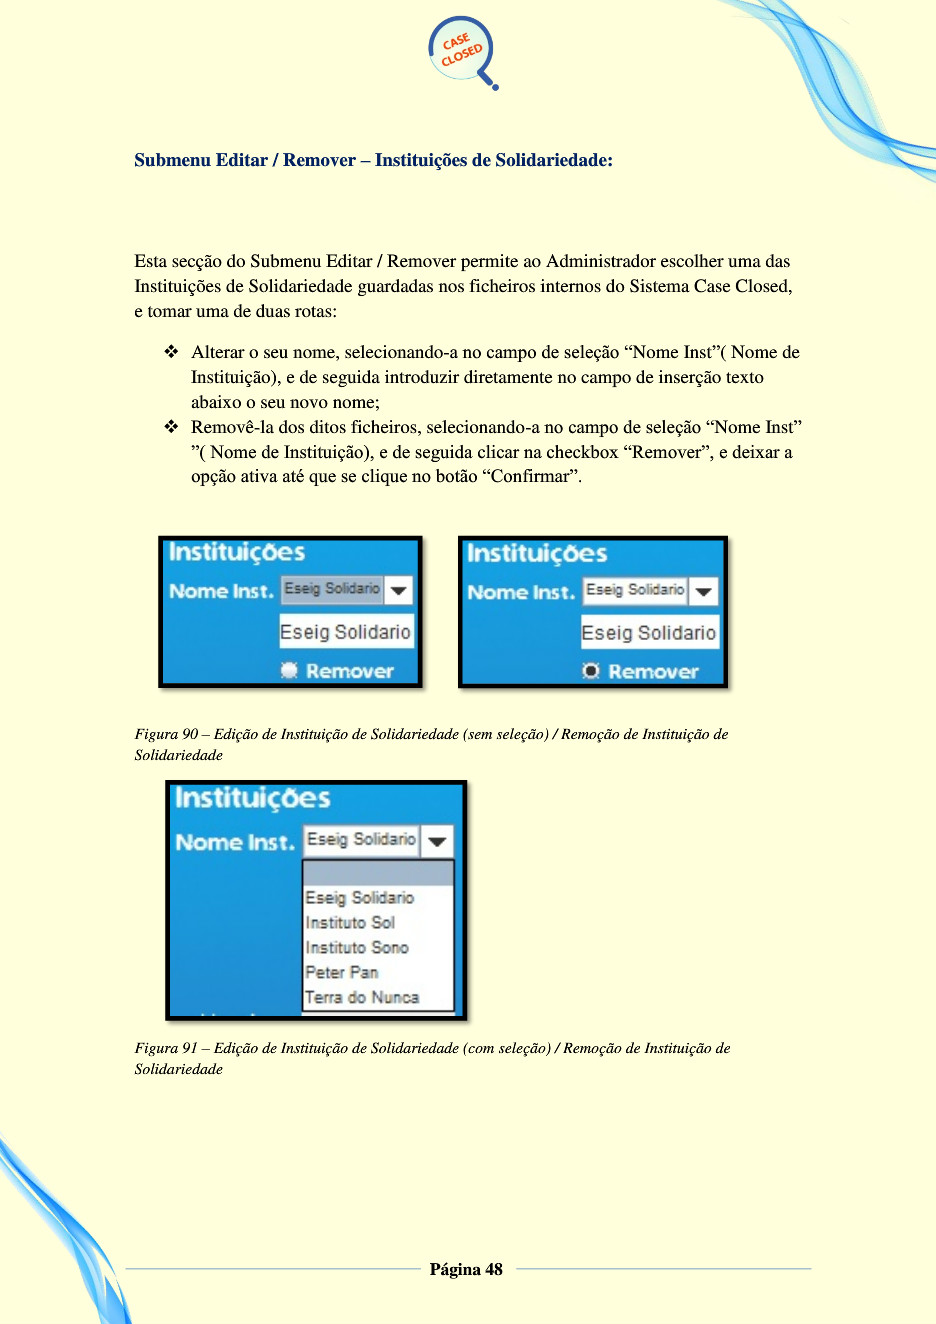 CASE
CLOSED
Submenu Editar / Remover – Instituições de Solidariedade:
Esta secção do Submenu Editar / Remover permite ao Administrador escolher uma das
Instituições de Solidariedade guardadas nos ficheiros internos do Sistema Case Closed,
e tomar uma de duas rotas:
❖ Alterar o seu nome, selecionando-a no campo de seleção “Nome Inst”( Nome de
Instituição), e de seguida introduzir diretamente no campo de inserção texto
abaixo o seu novo nome;
❖ Removê-la dos ditos ficheiros, selecionando-a no campo de seleção “Nome Inst”
”( Nome de Instituição), e de seguida clicar na checkbox “Remover”, e deixar a
opção ativa até que se clique no botão “Confirmar”.
Instituições
Nome Inst. Eseig Solidario
Eseig Solidario
Remover
Instituições
Nome Inst. Eseig Solidario
Eseig Solidario
Remover
Figura 90 – Edição de Instituição de Solidariedade (sem seleção) / Remoção de Instituição de
Solidariedade
Instituições
Nome Inst. Eseig Solidario
Eseig Solidario
Instituto Sol
Instituto Sono
Peter Pan
Terra do Nunca
Figura 91 – Edição de Instituição de Solidariedade (com seleção) / Remoção de Instituição de
Solidariedade
Página 48